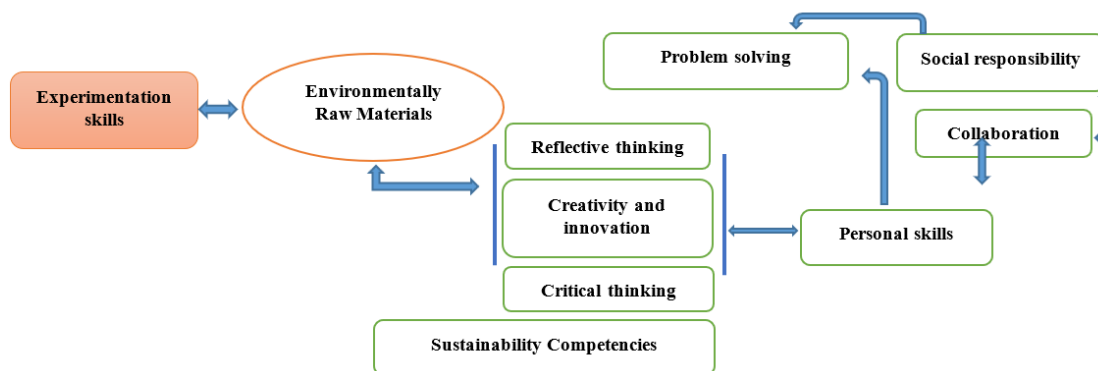 Experimentation
skills
Environmentally
Raw Materials
Problem solving
Social responsibility
Collaboration
Reflective thinking
Creativity and
innovation
Personal skills
Critical thinking
Sustainability Competencies